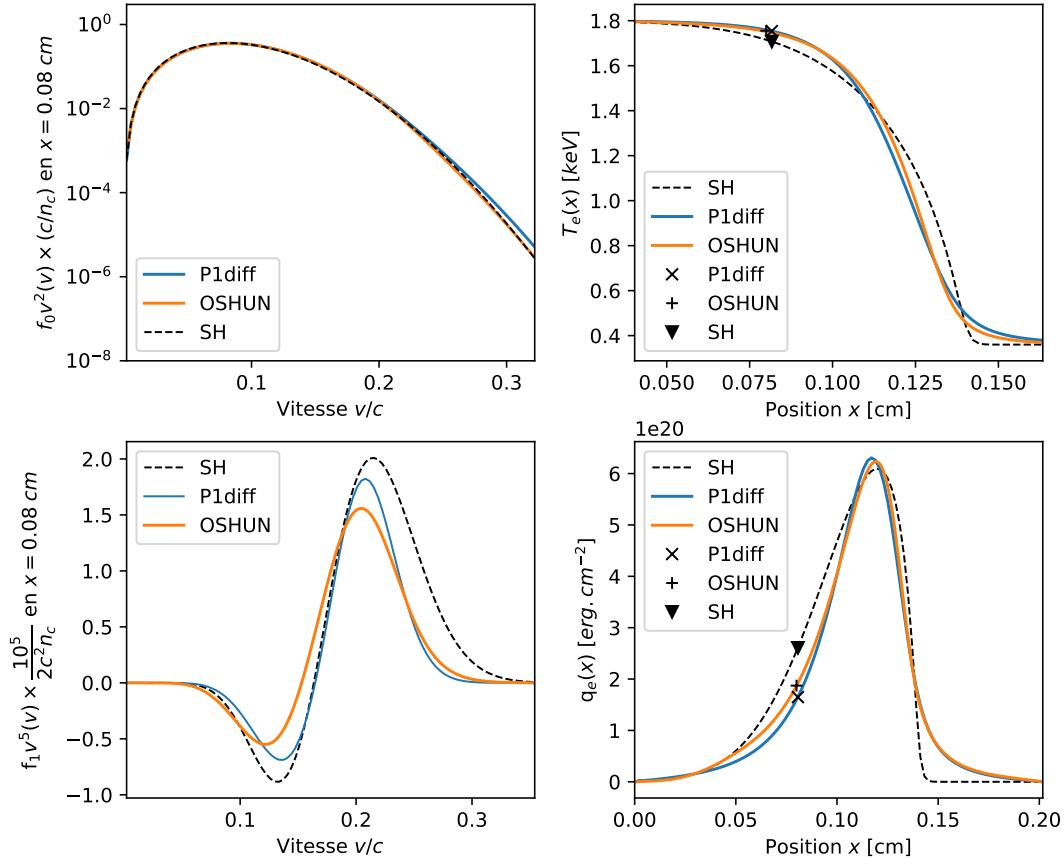 10⁰
10⁻²
10⁻⁴
10⁻⁶
10⁻⁸
f₀v²(v) × (c/n_c) en x = 0.08 cm
P1diff
OSHUN
SH
0.1 0.2 0.3
Vitesse v/c
1.8
1.6
1.4
1.2
1.0
0.8
0.6
0.4
T_e(x) [keV]
SH
P1diff
OSHUN
P1diff
OSHUN
SH
0.050 0.075 0.100 0.125 0.150
Position x [cm]
2.0
1.5
1.0
0.5
0.0
−0.5
−1.0
f₁v⁵(v) × 10⁵/2c²n_c en x = 0.08 cm
SH
P1diff
OSHUN
0.1 0.2 0.3
Vitesse v/c
1e20
6
5
4
3
2
1
0
q_e(x) [erg. cm⁻²]
SH
P1diff
OSHUN
P1diff
OSHUN
SH
0.00 0.05 0.10 0.15 0.20
Position x [cm]